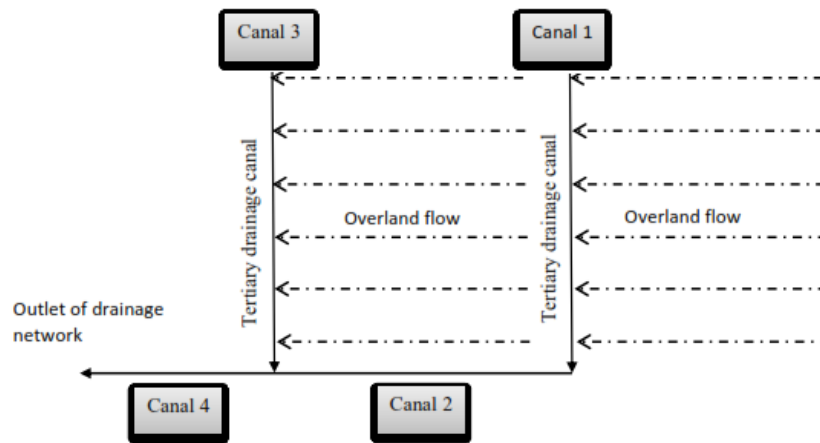 Canal 3
Canal 1
Tertiary drainage canal
Overland flow
Tertiary drainage canal
Overland flow
Outlet of drainage
network
Canal 4
Canal 2